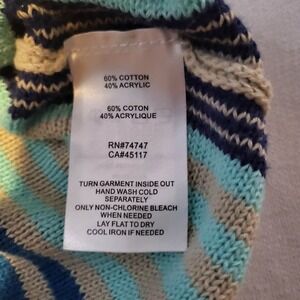 60% COTTON
40% ACRYLIC
60% COTON
40% ACRYLIQUE
RN#74747
CA#45117
TURN GARMENT INSIDE OUT
HAND WASH COLD
SEPARATELY
ONLY NON-CHLORINE BLEACH
WHEN NEEDED
LAY FLAT TO DRY
COOL IRON IF NEEDED